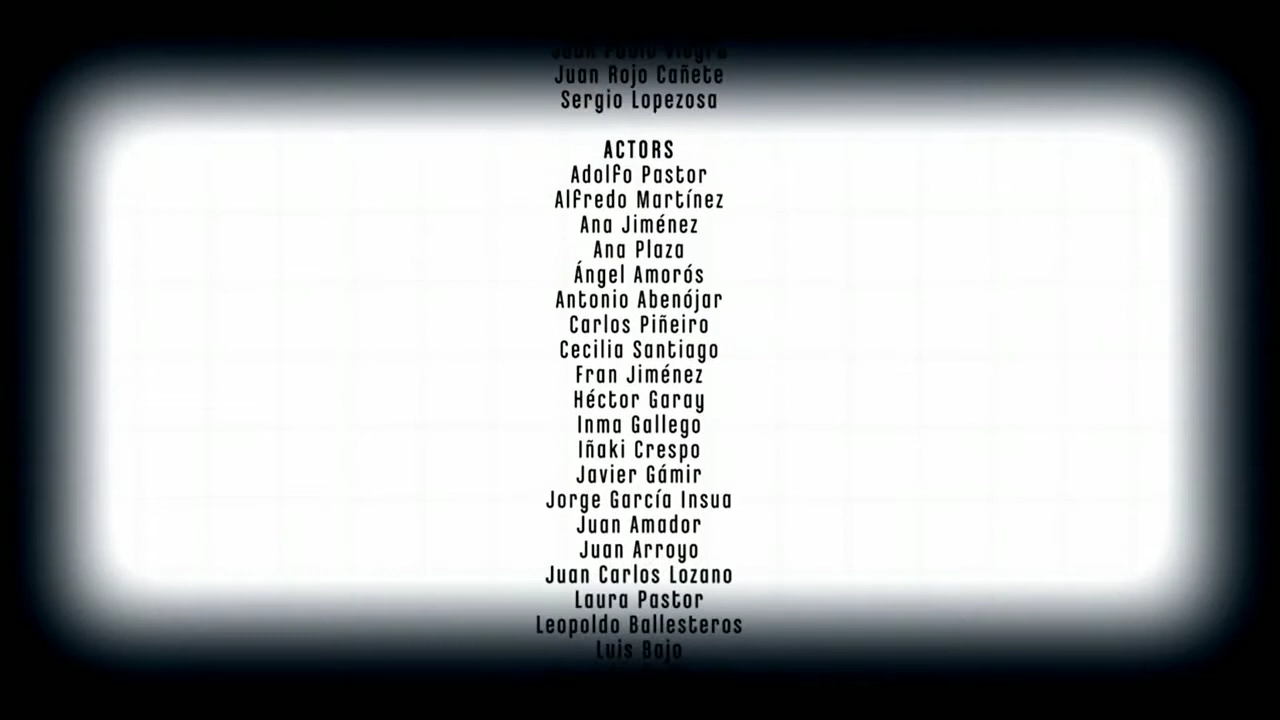 Juan Rojo Cañete
Sergio Lopezosa
ACTORS
Adolfo Pastor
Alfredo Martínez
Ana Jiménez
Ana Plaza
Ángel Amorós
Antonio Abenójar
Carlos Piñeiro
Cecilia Santiago
Fran Jiménez
Héctor Garay
Inma Gallego
Iñaki Crespo
Javier Gámir
Jorge García Insua
Juan Amador
Juan Arroyo
Juan Carlos Lozano
Laura Pastor
Leopoldo Ballesteros
Luis Bajo